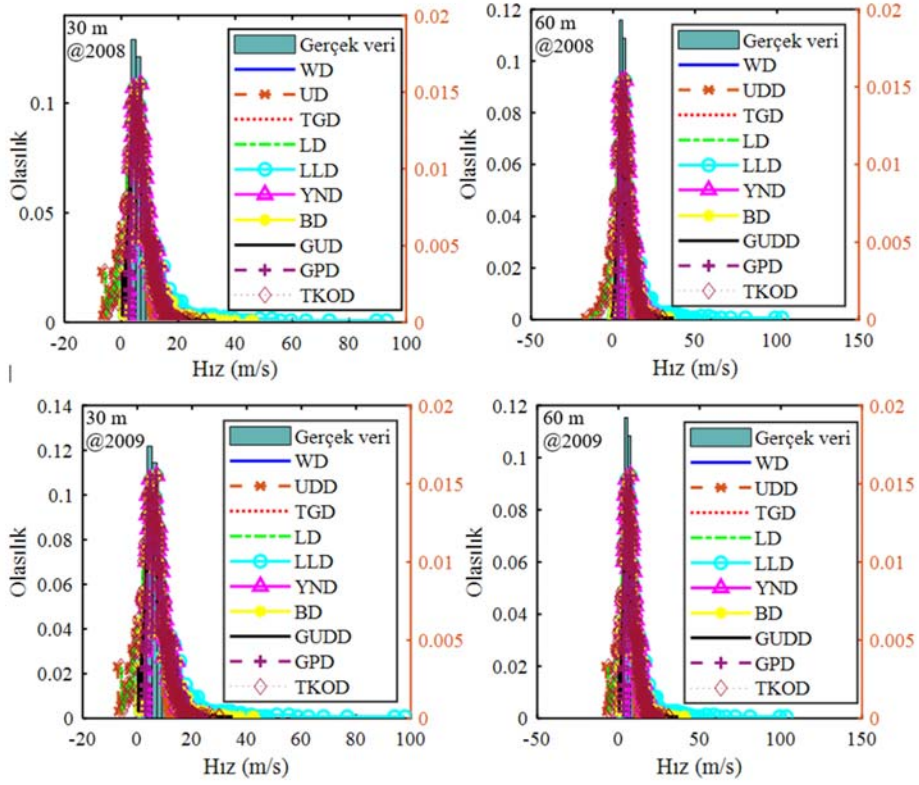 30 m
@2008
Gerçek veri
WD
UD
TGD
LD
LLD
YND
BD
GUD
GPD
TKOD
Olasılık
0.1
0.05
0
0.02
0.015
0.01
0.005
0
-20 0 20 40 60 80 100
Hız (m/s)
60 m
@2008
Gerçek veri
WD
UDD
TGD
LD
LLD
YND
BD
GUDD
GPD
TKOD
Olasılık
0.12
0.1
0.08
0.06
0.04
0.02
0
0.02
0.015
0.01
0.005
0
-50 0 50 100 150
Hız (m/s)
30 m
@2009
Gerçek veri
WD
UDD
TGD
LD
LLD
YND
BD
GUDD
GPD
TKOD
Olasılık
0.14
0.12
0.1
0.08
0.06
0.04
0.02
0
0.02
0.015
0.01
0.005
0
-20 0 20 40 60 80 100
Hız (m/s)
60 m
@2009
Gerçek veri
WD
UDD
TGD
LD
LLD
YND
BD
GUDD
GPD
TKOD
Olasılık
0.12
0.1
0.08
0.06
0.04
0.02
0
0.02
0.015
0.01
0.005
0
-50 0 50 100 150
Hız (m/s)